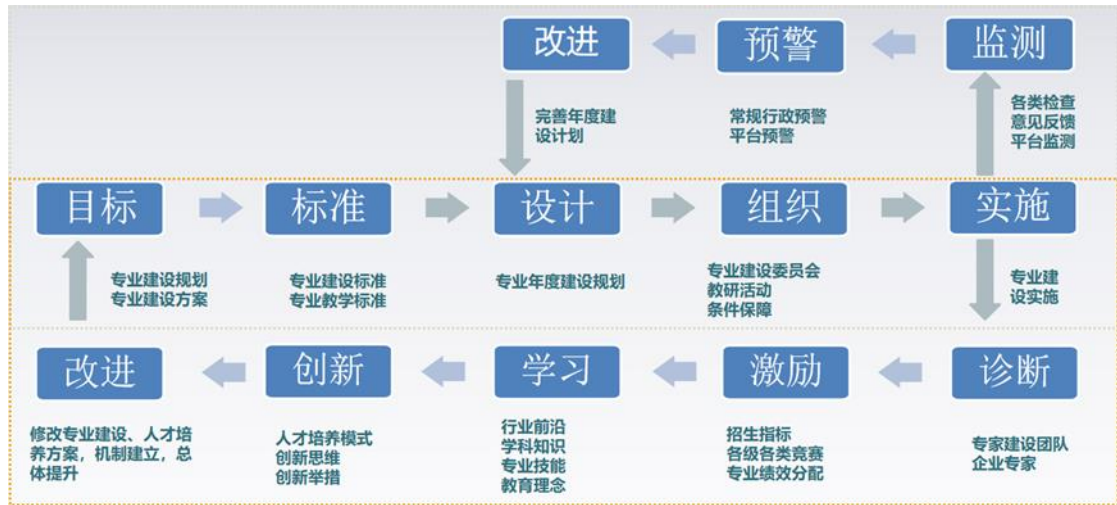 改进
预警
监测
完善年度建
设计划
常规行政预警
平台预警
各类检查
意见反馈
平台监测
目标
标准
设计
组织
实施
专业建设规划
专业建设方案
专业建设标准
专业教学标准
专业年度建设规划
专业建设委员会
教研活动
条件保障
专业建
设实施
改进
创新
学习
激励
诊断
修改专业建设、人才培
养方案，机制建立，总
体提升
人才培养模式
创新思维
创新举措
行业前沿
学科知识
专业技能
教育理念
招生指标
各级各类竞赛
专业绩效分配
专家建设团队
企业专家